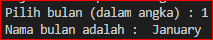 Pilih bulan (dalam angka) : 1
Nama bulan adalah :  January